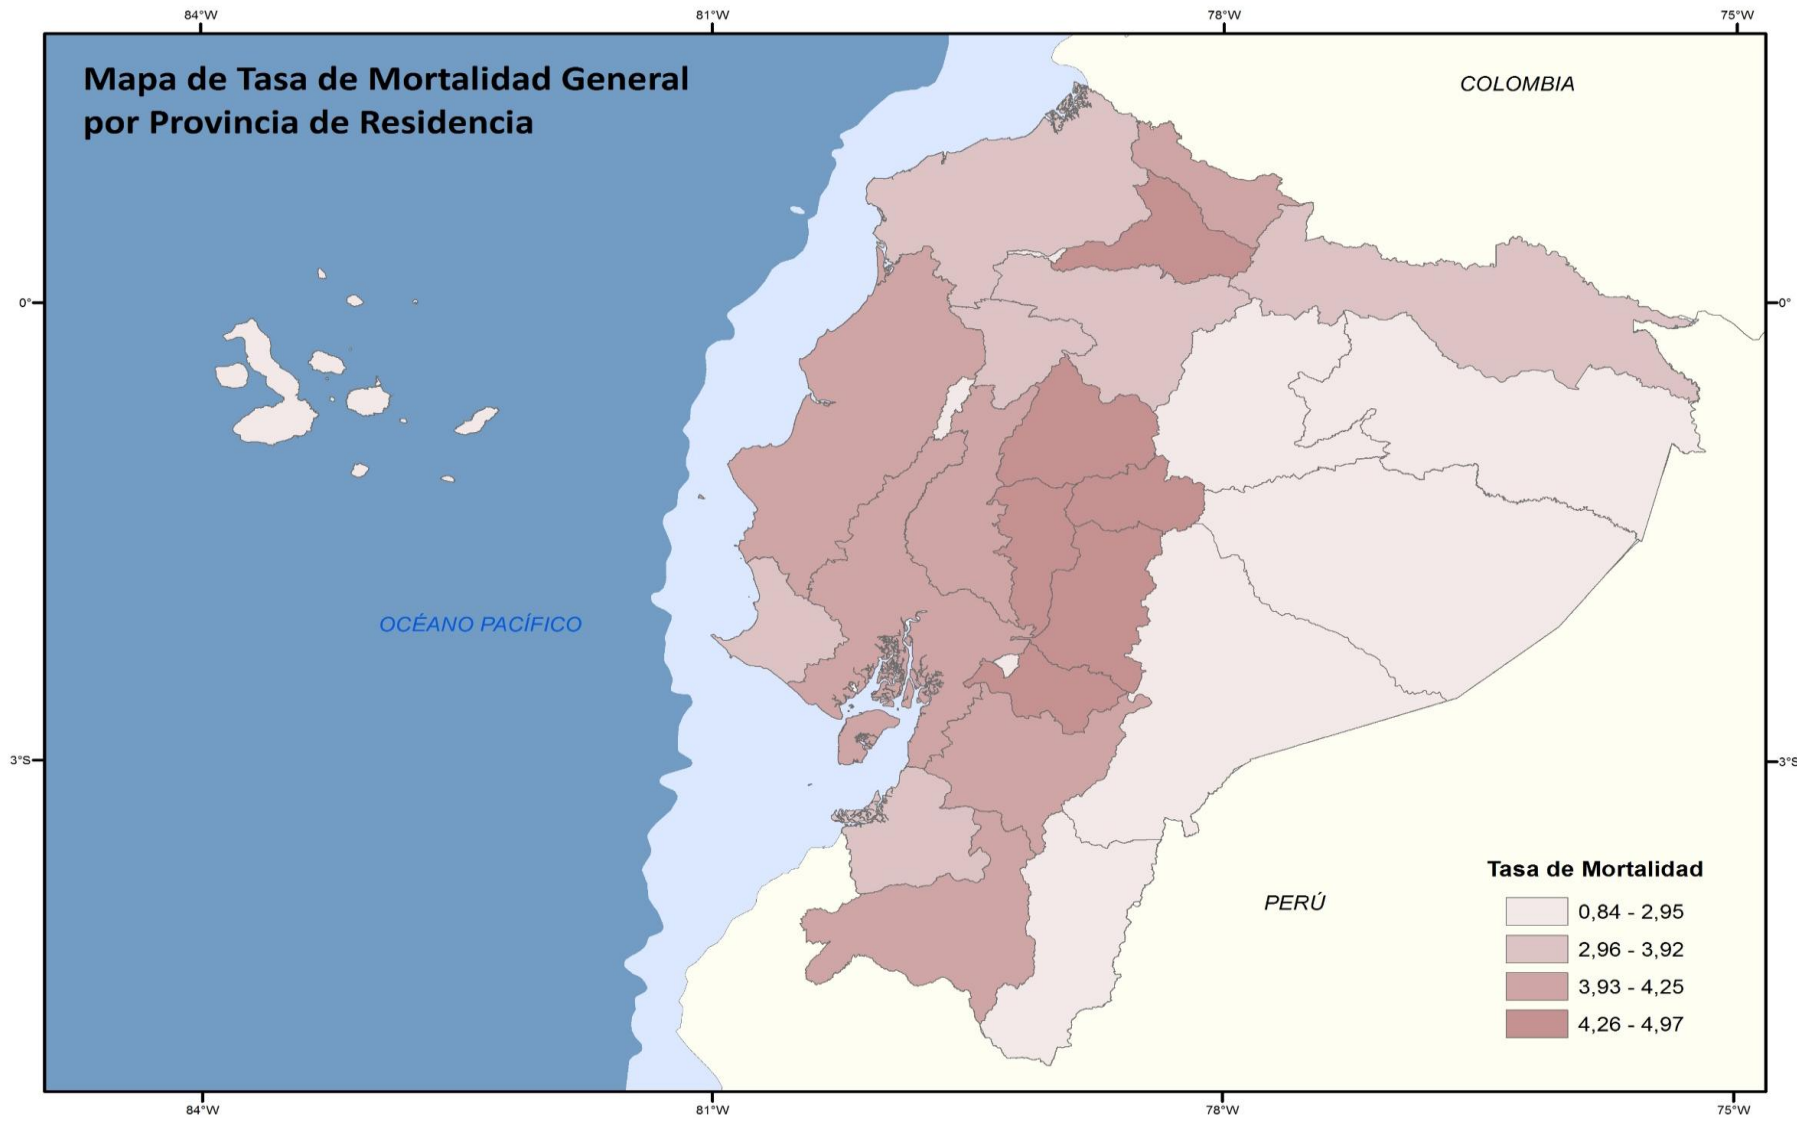 84°W
81°W
78°W
75°W
Mapa de Tasa de Mortalidad General
por Provincia de Residencia
COLOMBIA
0°
0°
OCÉANO PACÍFICO
3°S
3°S
PERÚ
Tasa de Mortalidad
0,84 - 2,95
2,96 - 3,92
3,93 - 4,25
4,26 - 4,97
84°W
81°W
78°W
75°W